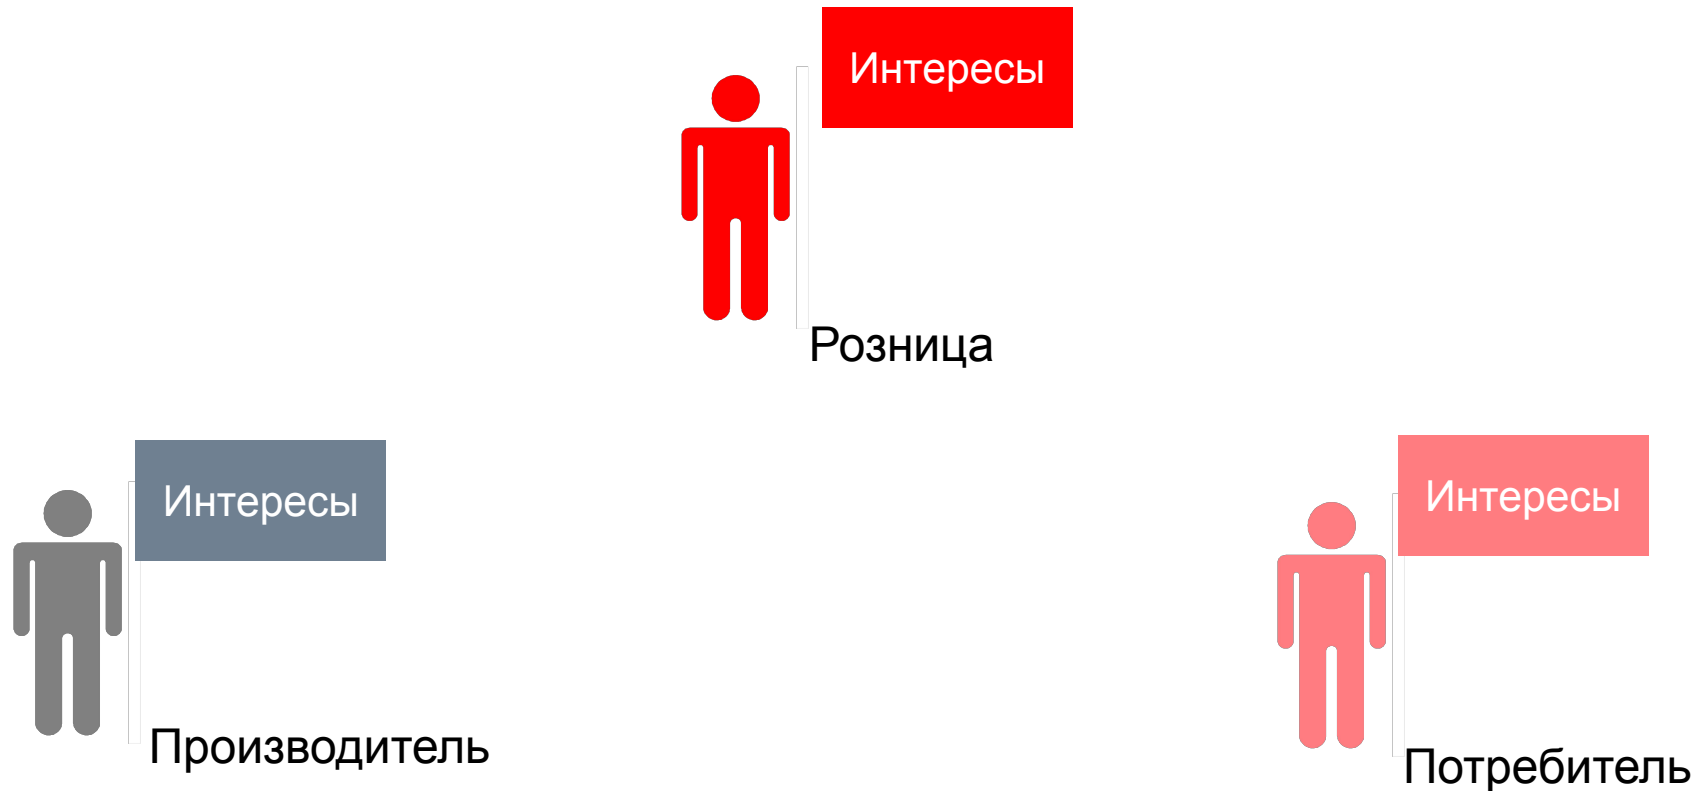 Интересы
Розница
Интересы
Производитель
Интересы
Потребитель